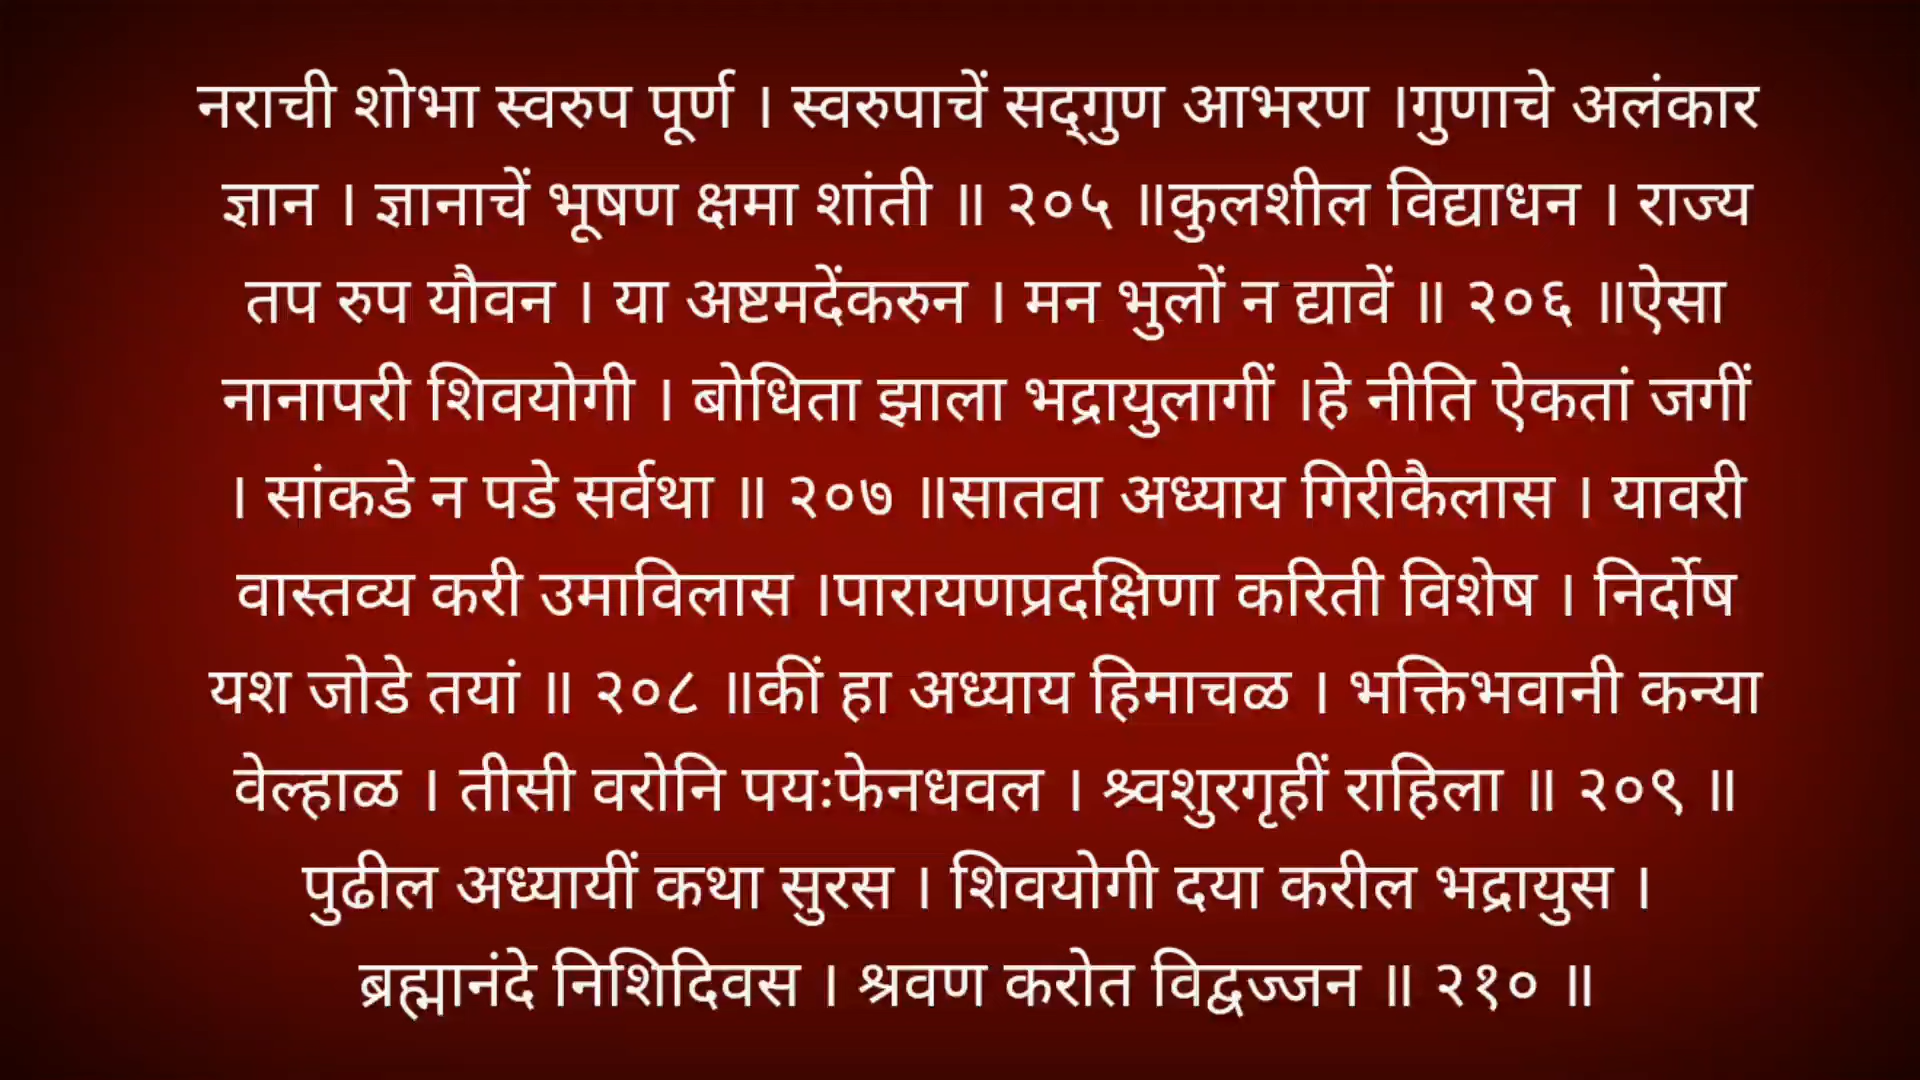 नराची शोभा स्वरुप पूर्ण । स्वरुपाचें सद्‌गुण आभरण ।गुणाचे अलंकार
ज्ञान । ज्ञानाचें भूषण क्षमा शांती ॥ २०५ ॥कुलशील विद्याधन । राज्य
तप रुप यौवन । या अष्टमदेंकरुन । मन भुलों न द्यावें ॥ २०६ ॥ऐसा
नानापरी शिवयोगी । बोधिता झाला भद्रायुलागीं ।हे नीति ऐकतां जगीं
। सांकडे न पडे सर्वथा ॥ २०७ ॥सातवा अध्याय गिरीकैलास । यावरी
वास्तव्य करी उमाविलास ।पारायणप्रदक्षिणा करिती विशेष । निर्दोष
यश जोडे तयां ॥ २०८ ॥कीं हा अध्याय हिमाचळ । भक्तिभवानी कन्या
वेल्हाळ । तीसी वरोनि पयःफेनधवल । श्र्वशुरगृहीं राहिला ॥ २०९ ॥
पुढील अध्यायीं कथा सुरस । शिवयोगी दया करील भद्रायुस ।
ब्रह्मानंदे निशिदिवस । श्रवण करोत विद्वज्जन ॥ २१० ॥